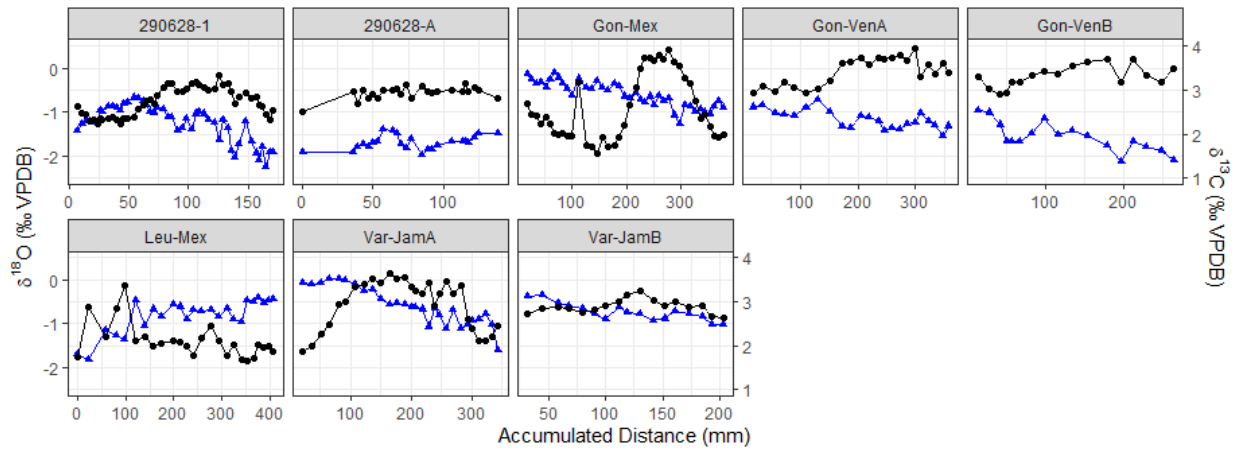 290628-1 290628-A Gon-Mex Gon-VenA Gon-VenB
0 -1 -2
4 3 2 1
0 50 100 150 0 50 100 100 200 300 100 200 300 100 200
Leu-Mex Var-JamA Var-JamB
0 -1 -2
4 3 2 1
0 100 200 300 400 100 200 300 50 100 150 200
δ¹⁸O (‰ VPDB)
δ¹³C (‰ VPDB)
Accumulated Distance (mm)